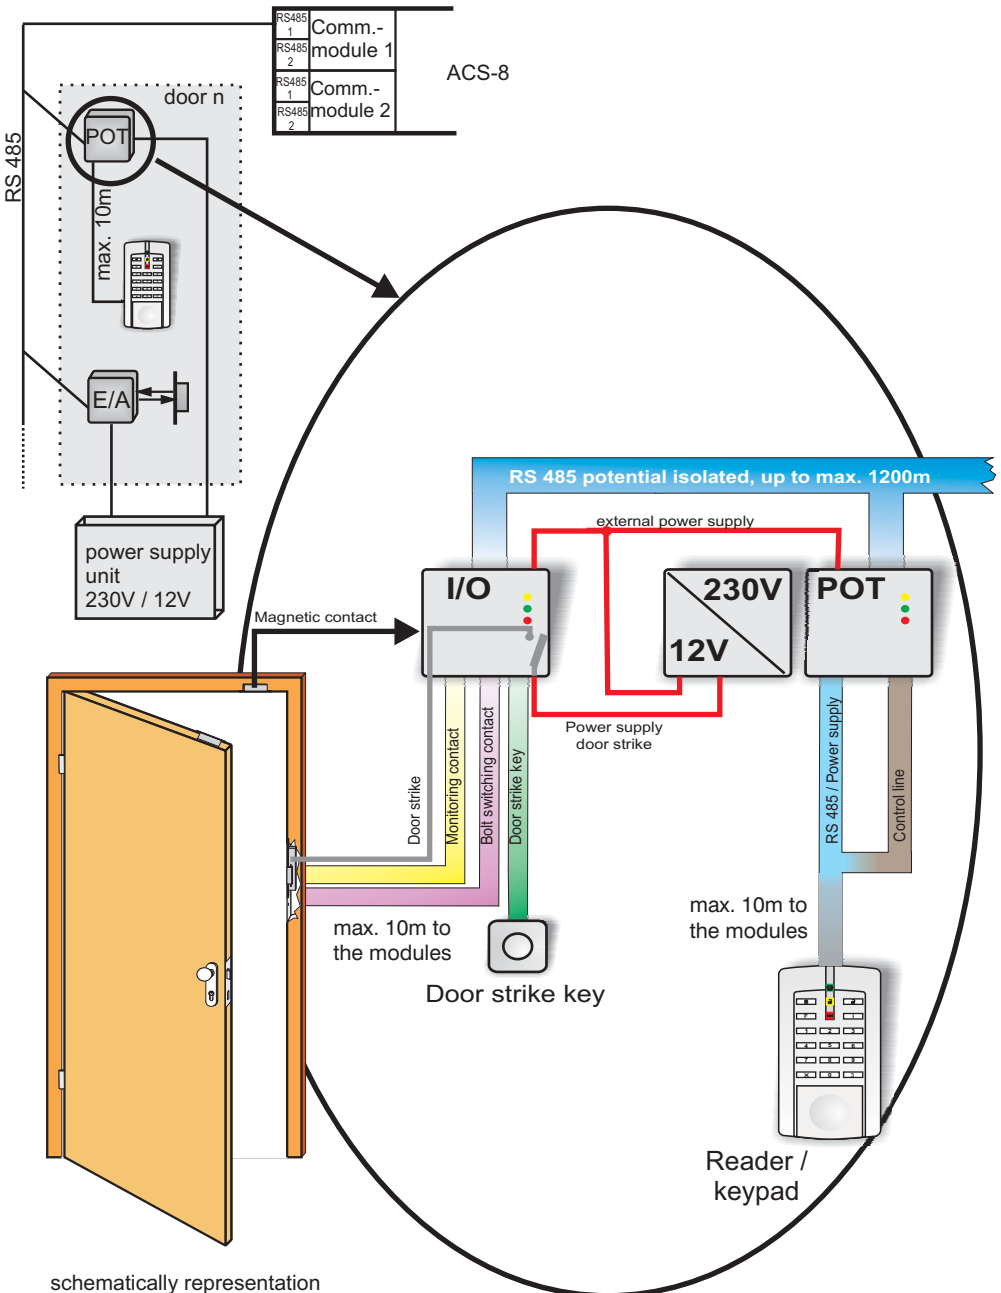 RS485
1
Comm.-
module 1
RS485
2
RS485
1
Comm.-
module 2
RS485
2
ACS-8
RS 485
door n
POT
max. 10m
E/A
power supply
unit
230V / 12V
RS 485 potential isolated, up to max. 1200m
external power supply
I/O
230V
12V
POT
Magnetic contact
Power supply
door strike
Door strike
Monitoring contact
Bolt switching contact
Door strike key
RS 485 / Power supply
Control line
max. 10m to
the modules
max. 10m to
the modules
Door strike key
Reader /
keypad
schematically representation